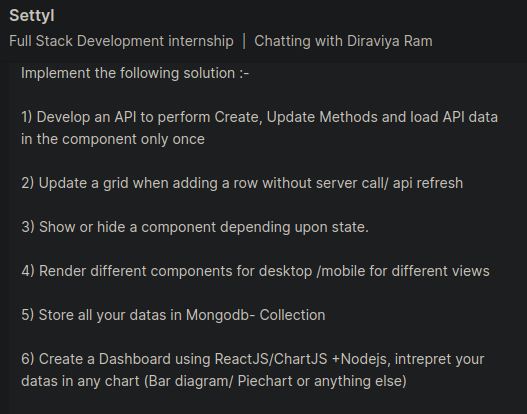 Settyl
Full Stack Development internship | Chatting with Diraviya Ram
Implement the following solution :-
1) Develop an API to perform Create, Update Methods and load API data
in the component only once
2) Update a grid when adding a row without server call/ api refresh
3) Show or hide a component depending upon state.
4) Render different components for desktop /mobile for different views
5) Store all your datas in Mongodb- Collection
6) Create a Dashboard using ReactJS/ChartJS +Nodejs, intrepret your
datas in any chart (Bar diagram/ Piechart or anything else)